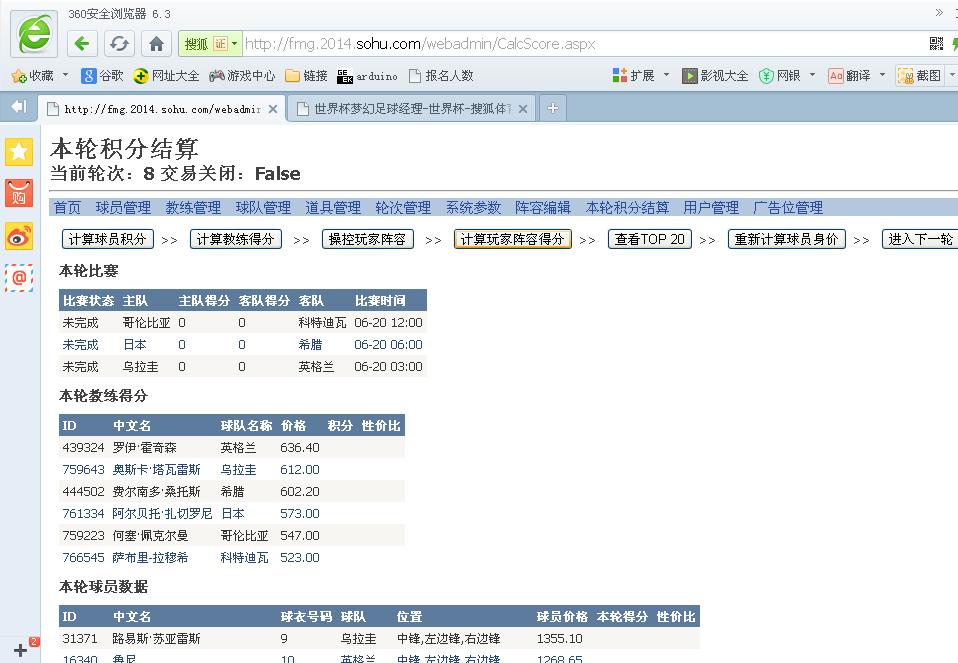 360安全浏览器 6.3
搜狐 证 http://fmg.2014.sohu.com/webadmin/CalcScore.aspx
收藏 谷歌 网址大全 游戏中心 链接 arduino 报名人数 扩展 影视大全 网银 翻译 截图
http://fmg.2014.sohu.com/webadmin 世界杯梦幻足球经理-世界杯-搜狐体育
本轮积分结算
当前轮次：8 交易关闭：False
首页 球员管理 教练管理 球队管理 道具管理 轮次管理 系统参数 阵容编辑 本轮积分结算 用户管理 广告位管理
计算球员积分 >> 计算教练得分 >> 操控玩家阵容 >> 计算玩家阵容得分 >> 查看TOP 20 >> 重新计算球员身价 >> 进入下一轮
本轮比赛
比赛状态 主队 主队得分 客队得分 客队 比赛时间
未完成 哥伦比亚 0 0 科特迪瓦 06-20 12:00
未完成 日本 0 0 希腊 06-20 06:00
未完成 乌拉圭 0 0 英格兰 06-20 03:00
本轮教练得分
ID 中文名 球队名称 价格 积分 性价比
439324 罗伊·霍奇森 英格兰 636.40
759643 奥斯卡·塔瓦雷斯 乌拉圭 612.00
444502 费尔南多·桑托斯 希腊 602.20
761334 阿尔贝托·扎切罗尼 日本 573.00
759223 何塞·佩克尔曼 哥伦比亚 547.00
766545 萨布里-拉穆希 科特迪瓦 523.00
本轮球员数据
ID 中文名 球衣号码 球队 位置 球员价格 本轮得分 性价比
31371 路易斯·苏亚雷斯 9 乌拉圭 中锋,左边锋,右边锋 1355.10
16340 鲁尼 10 英格兰 中锋,左边锋,右边锋 1268.65
购
@
2